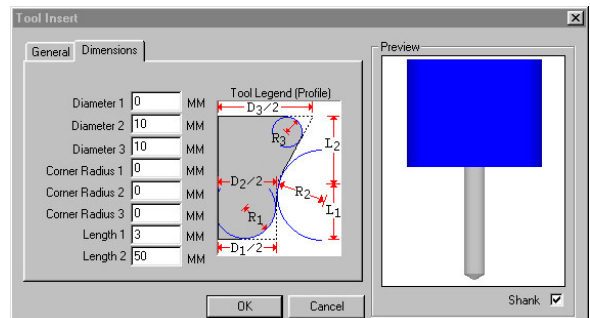 Tool Insert
General Dimensions
Diameter 1 0 MM
Diameter 2 10 MM
Diameter 3 10 MM
Corner Radius 1 0 MM
Corner Radius 2 0 MM
Corner Radius 3 0 MM
Length 1 3 MM
Length 2 50 MM
Tool Legend (Profile)
D3/2
R3
L2
D2/2
R2
R1
L1
D1/2
Preview
Shank
OK Cancel